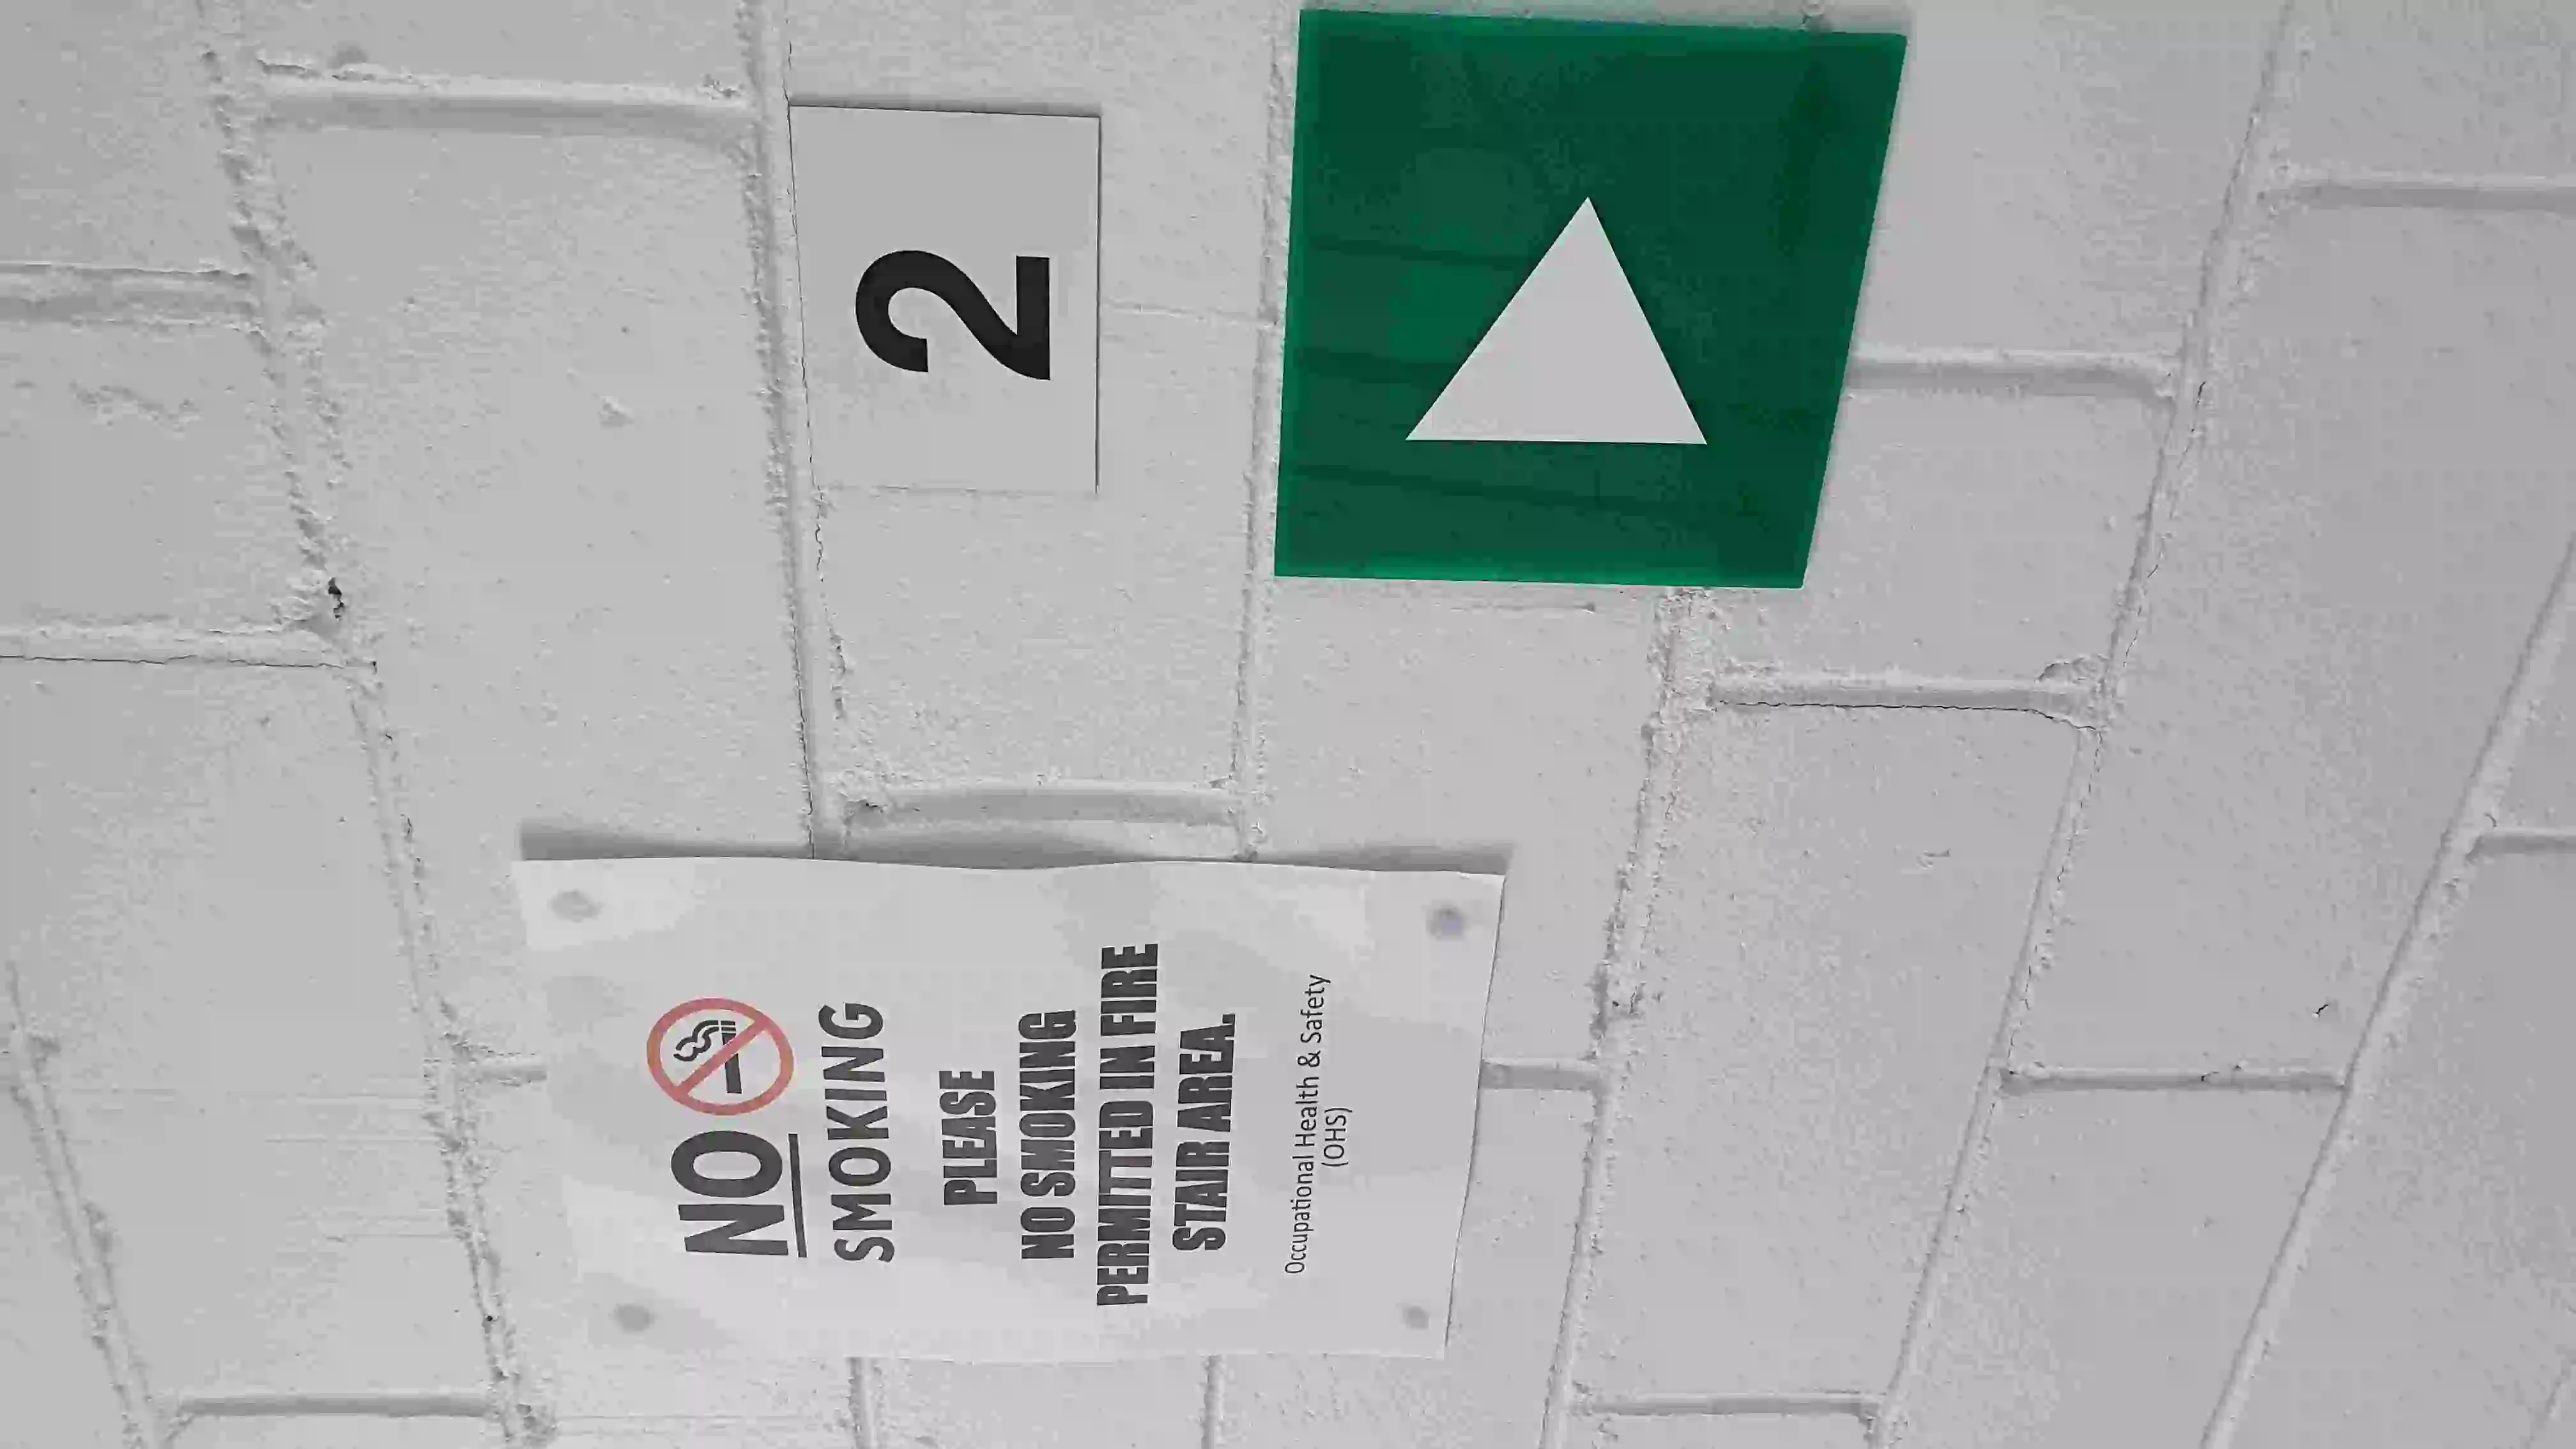 NO
SMOKING
PLEASE
NO SMOKING
PERMITTED IN FIRE
STAIR AREA.
Occupational Health & Safety
(OHS)
2